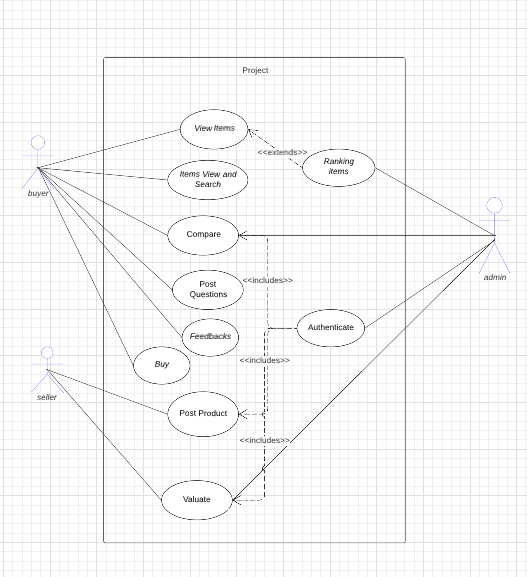 Project
View Items
<<extends>>
Ranking
items
Items View and
Search
buyer
Compare
admin
Post
Questions
<<includes>>
Authenticate
Feedbacks
<<includes>>
Buy
seller
Post Product
<<includes>>
Valuate